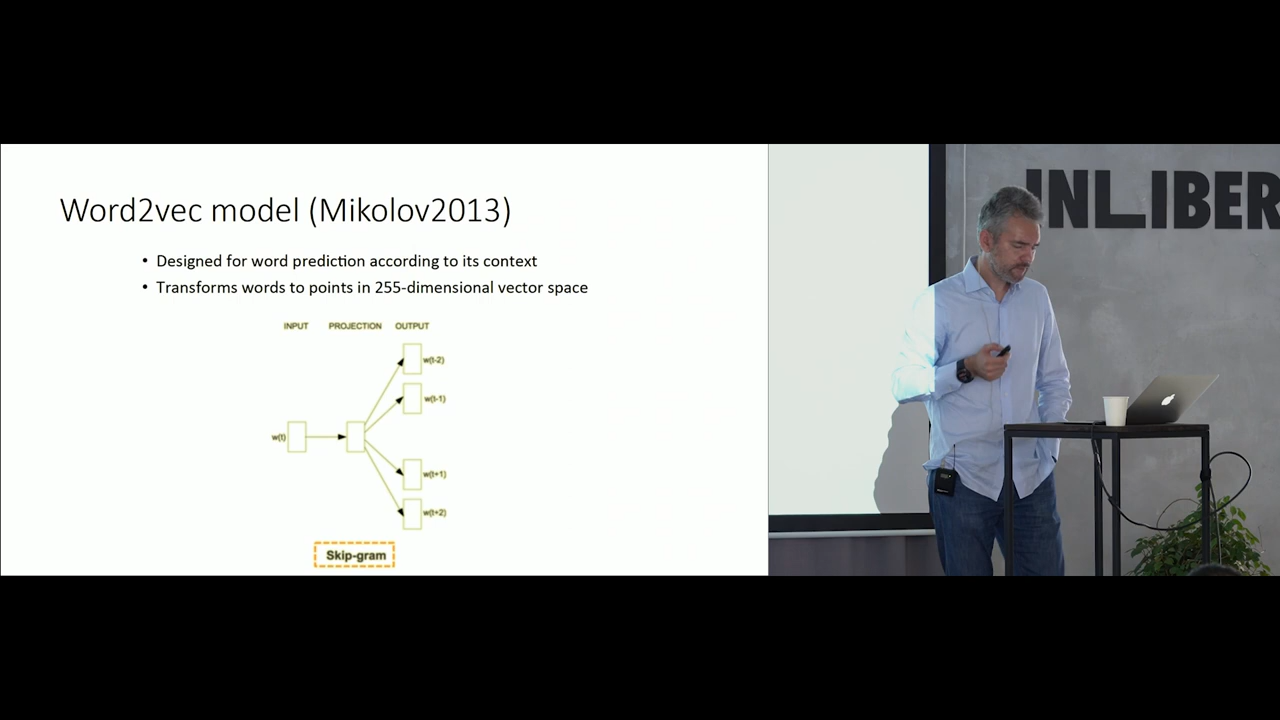 Word2vec model (Mikolov2013)
• Designed for word prediction according to its context
• Transforms words to points in 255-dimensional vector space
INPUT PROJECTION OUTPUT
w(t-2)
w(t-1)
w(t)
w(t+1)
w(t+2)
Skip-gram
INLIBER